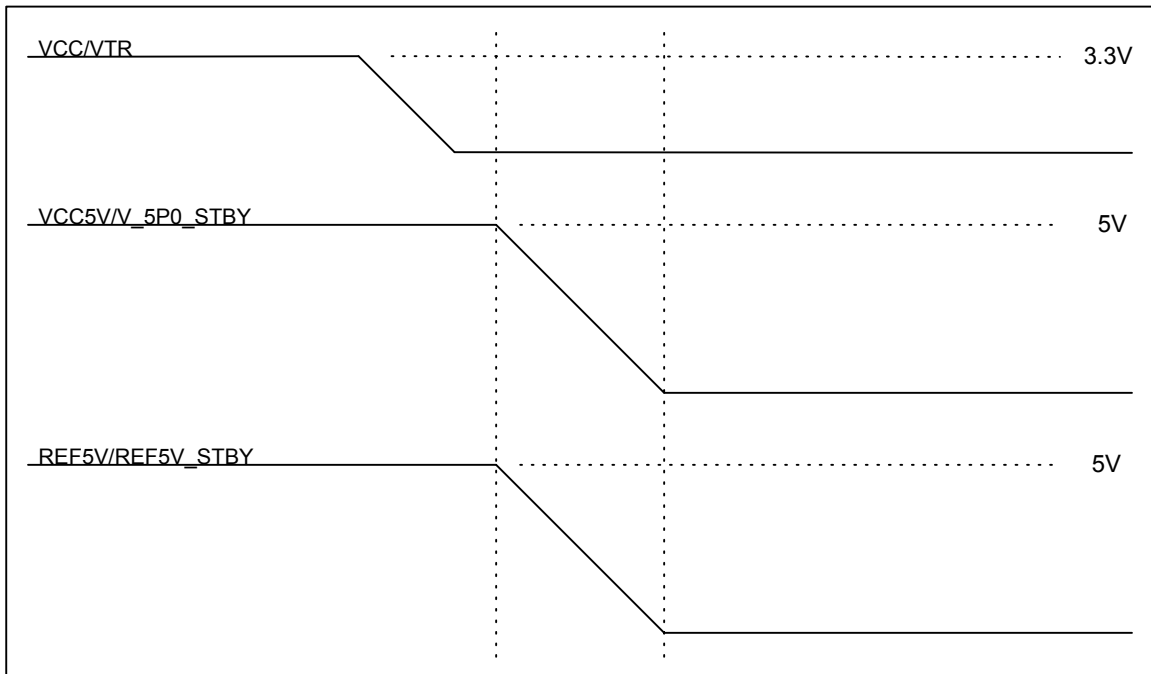 VCC/VTR
3.3V
VCC5V/V_5P0_STBY
5V
REF5V/REF5V_STBY
5V